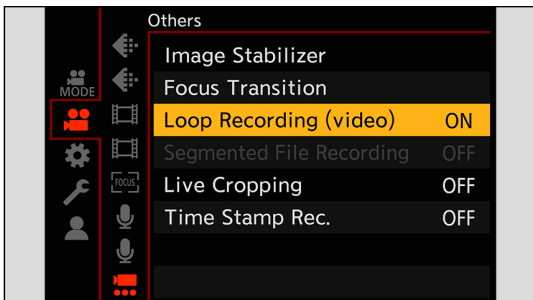 Others
Image Stabilizer
MODE
Focus Transition
Loop Recording (video) ON
Segmented File Recording OFF
FOCUS
Live Cropping OFF
Time Stamp Rec. OFF